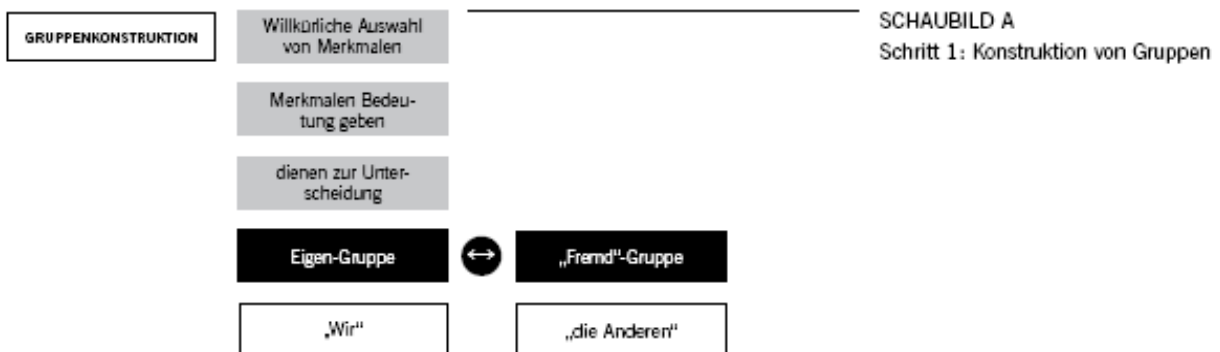 GRUPPENKONSTRUKTION
Willkürliche Auswahl
von Merkmalen
SCHAUBILD A
Schritt 1: Konstruktion von Gruppen
Merkmalen Bedeu-
tung geben
dienen zur Unter-
scheidung
Eigen-Gruppe
↔
„Fremd“-Gruppe
„Wir“
„die Anderen“